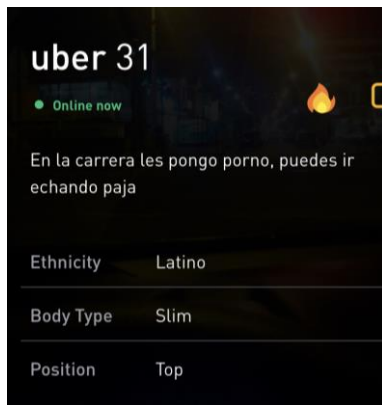 uber 31
Online now
En la carrera les pongo porno, puedes ir
echando paja
Ethnicity Latino
Body Type Slim
Position Top